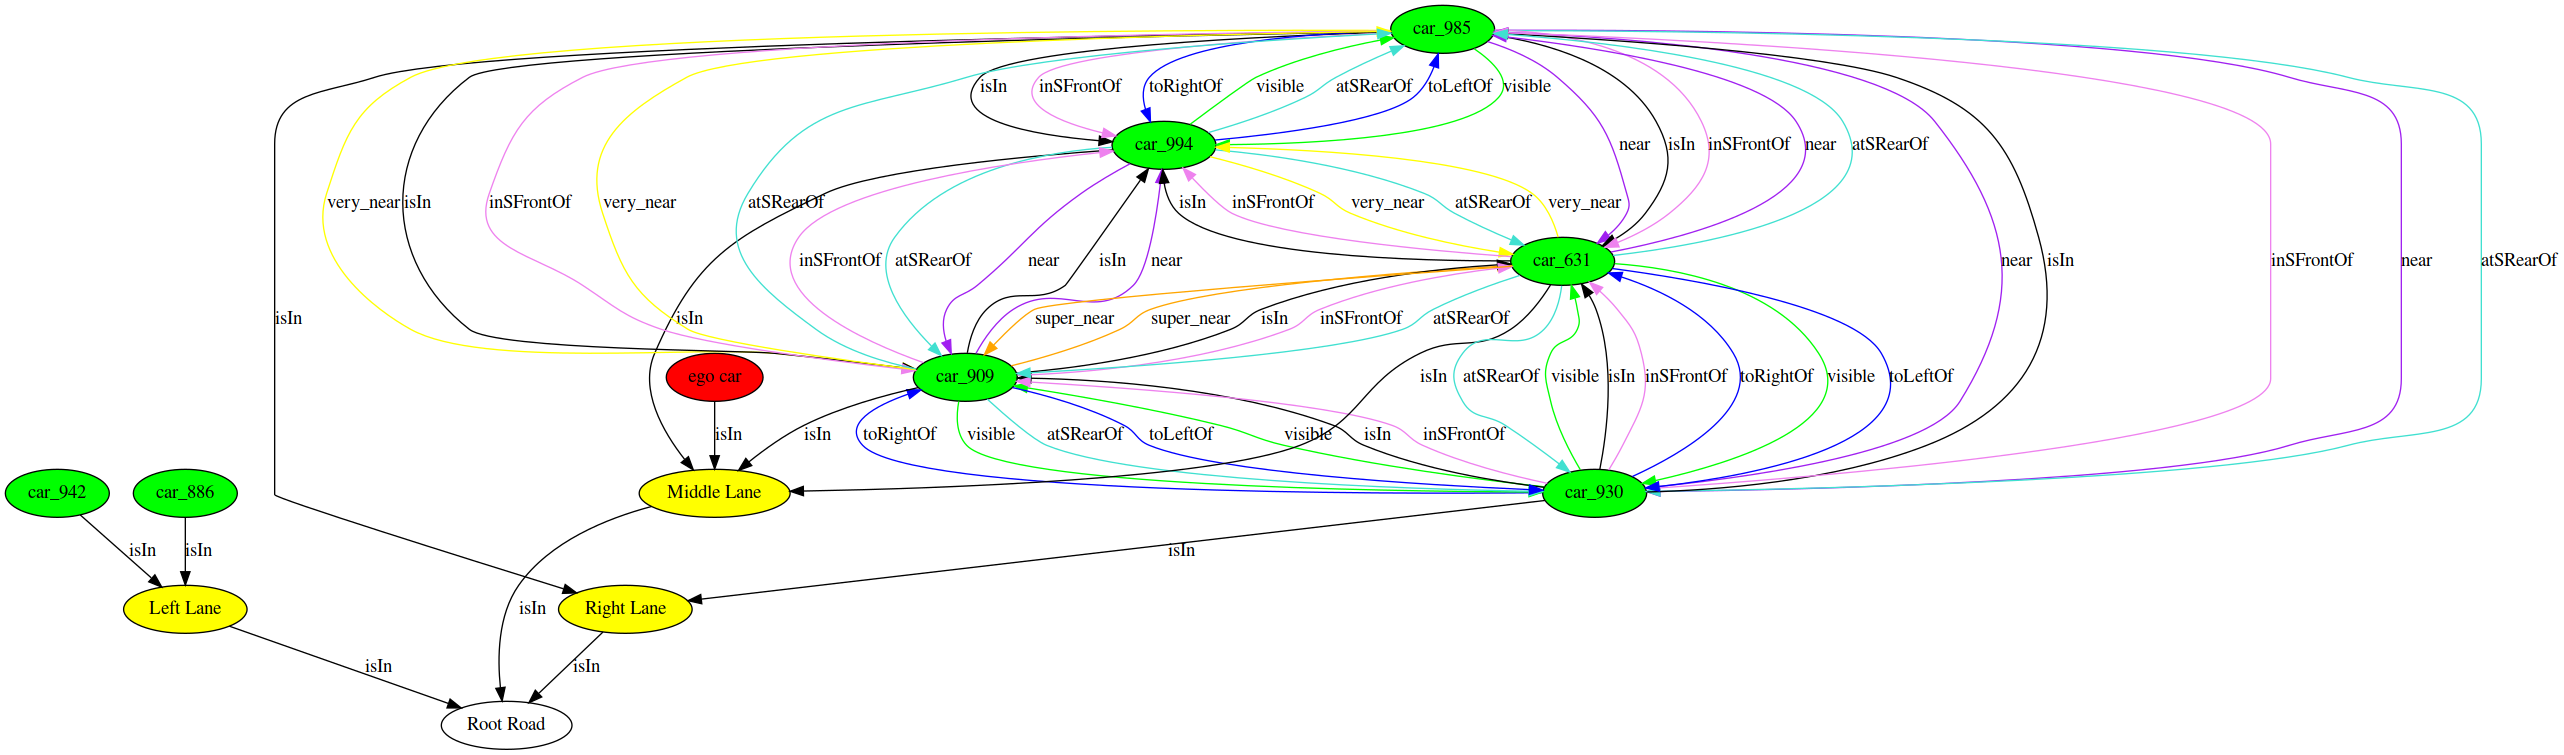 car_985
isIn inSFrontOf toRightOf visible atSRearOf toLeftOf visible
car_994 near isIn inSFrontOf near atSRearOf
very_near isIn inSFrontOf very_near atSRearOf isIn inSFrontOf very_near atSRearOf very_near
inSFrontOf atSRearOf near isIn near car_631 near isIn inSFrontOf near atSRearOf
isIn isIn super_near super_near isIn inSFrontOf atSRearOf
ego car car_909 isIn atSRearOf visible isIn inSFrontOf toRightOf visible toLeftOf
isIn isIn toRightOf visible atSRearOf toLeftOf visible isIn inSFrontOf
car_942 car_886 Middle Lane car_930
isIn isIn isIn
Left Lane isIn Right Lane
isIn isIn
Root Road